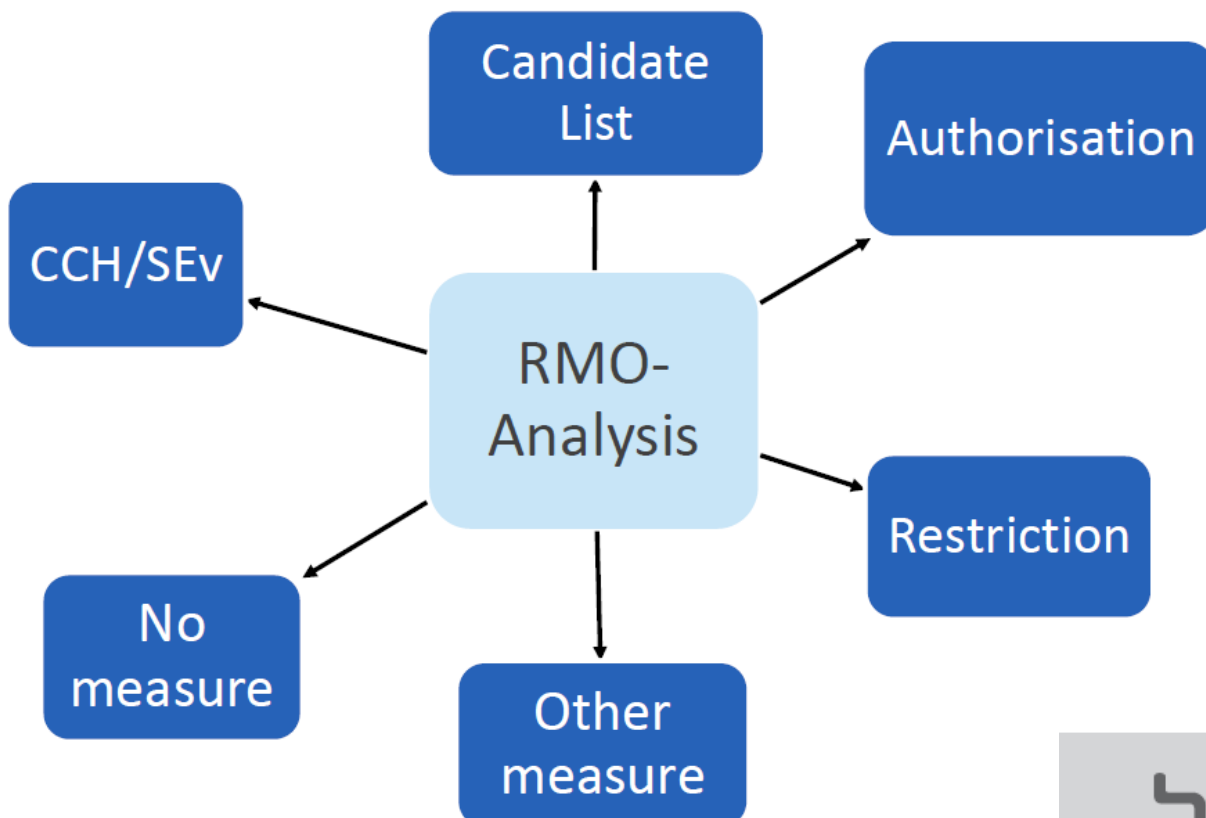 Candidate
List
Authorisation
CCH/SEv
RMO-
Analysis
Restriction
No
measure
Other
measure